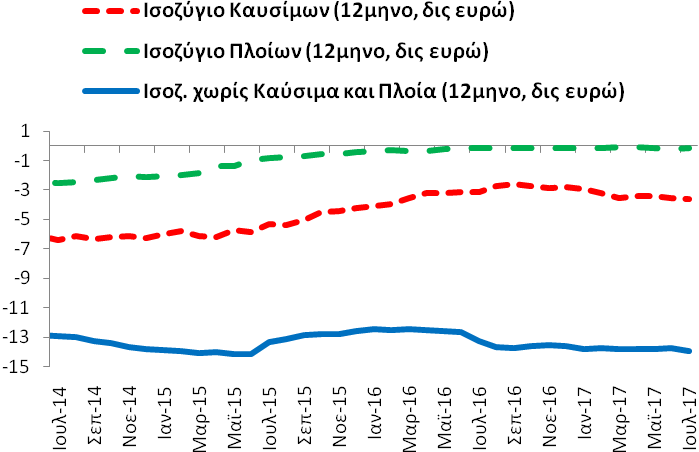 Ισοζύγιο Καυσίμων (12μηνο, δις ευρώ)
Ισοζύγιο Πλοίων (12μηνο, δις ευρώ)
Ισοζ. χωρίς Καύσιμα και Πλοία (12μηνο, δις ευρώ)
1
-1
-3
-5
-7
-9
-11
-13
-15
Ιουλ-14
Σεπ-14
Νοε-14
Ιαν-15
Μαρ-15
Μαϊ-15
Ιουλ-15
Σεπ-15
Νοε-15
Ιαν-16
Μαρ-16
Μαϊ-16
Ιουλ-16
Σεπ-16
Νοε-16
Ιαν-17
Μαρ-17
Μαϊ-17
Ιουλ-17